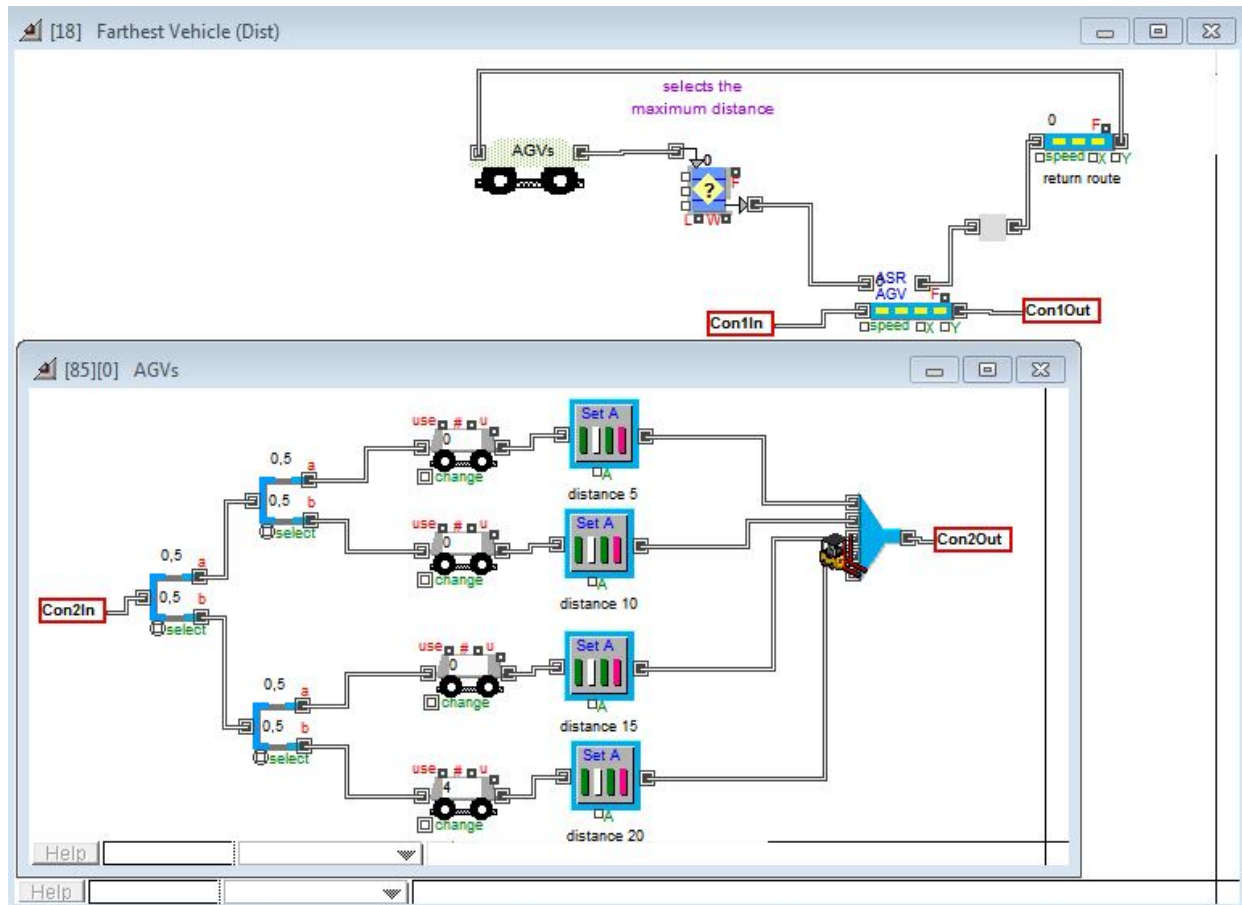 [18] Farthest Vehicle (Dist)
selects the
maximum distance
AGVs
0
F
?
L W
0
F
speed X Y
return route
ASR
AGV
F
Con1In
speed X Y
Con1Out
[85][0] AGVs
use # u
0
change
Set A
A
distance 5
0,5
a
0,5
b
select
use # u
0
change
Set A
A
distance 10
0,5
a
0,5
b
select
Con2In
Con2Out
use # u
0
change
Set A
A
distance 15
0,5
a
0,5
b
select
use # u
4
change
Set A
A
distance 20
Help
Help